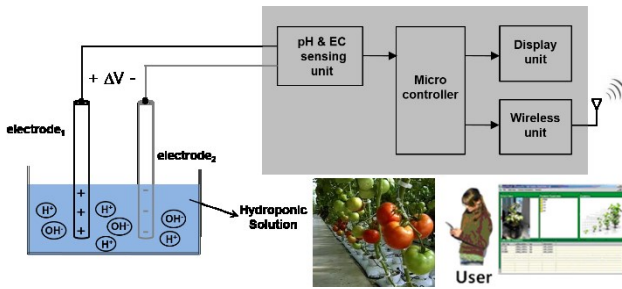 pH & EC
sensing
unit
Display
unit
Micro
controller
Wireless
unit
+ ΔV -
electrode₁
electrode₂
+ -
+ -
+ -
H⁺ H⁺ H⁺
OH⁻ OH⁻ OH⁻
H⁺
Hydroponic
Solution
User